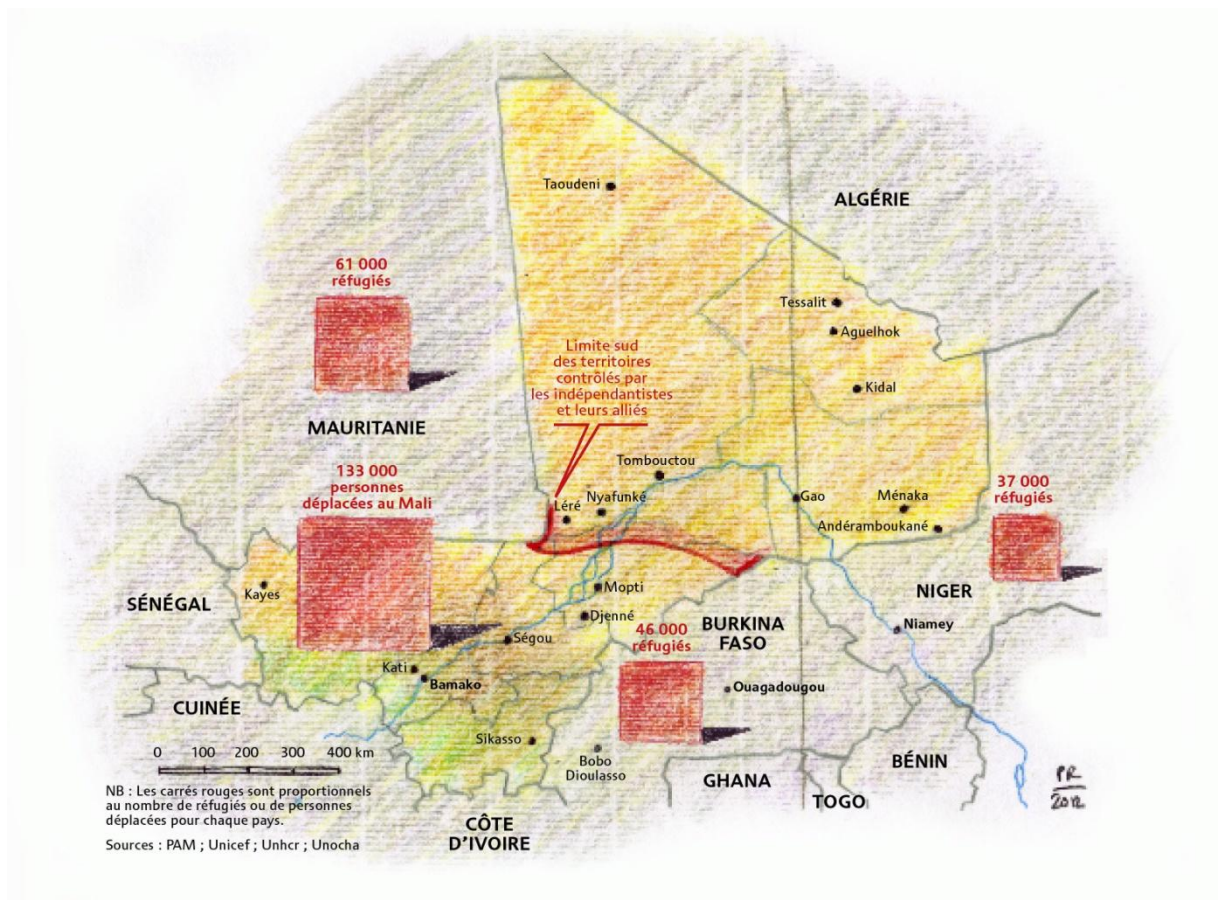 Taoudeni
ALGÉRIE
61 000
réfugiés
Tessalit
Aguelhok
Limite sud
des territoires
contrôlés par
les indépendantistes
et leurs alliés
Kidal
MAURITANIE
133 000
personnes
déplacées au Mali
Tombouctou
Nyafunké
Léré
Gao
Ménaka
Andéramboukané
37 000
réfugiés
Kayes
SÉNÉGAL
Mopti
Djenné
NIGER
Ségou
46 000
réfugiés
BURKINA
FASO
Niamey
Kati
Bamako
Ouagadougou
CUINÉE
Sikasso
Bobo
Dioulasso
0 100 200 300 400 km
GHANA
BÉNIN
TOGO
NB : Les carrés rouges sont proportionnels
au nombre de réfugiés ou de personnes
déplacées pour chaque pays.
CÔTE
D'IVOIRE
Sources : PAM ; Unicef ; Unhcr ; Unocha
PR
2012